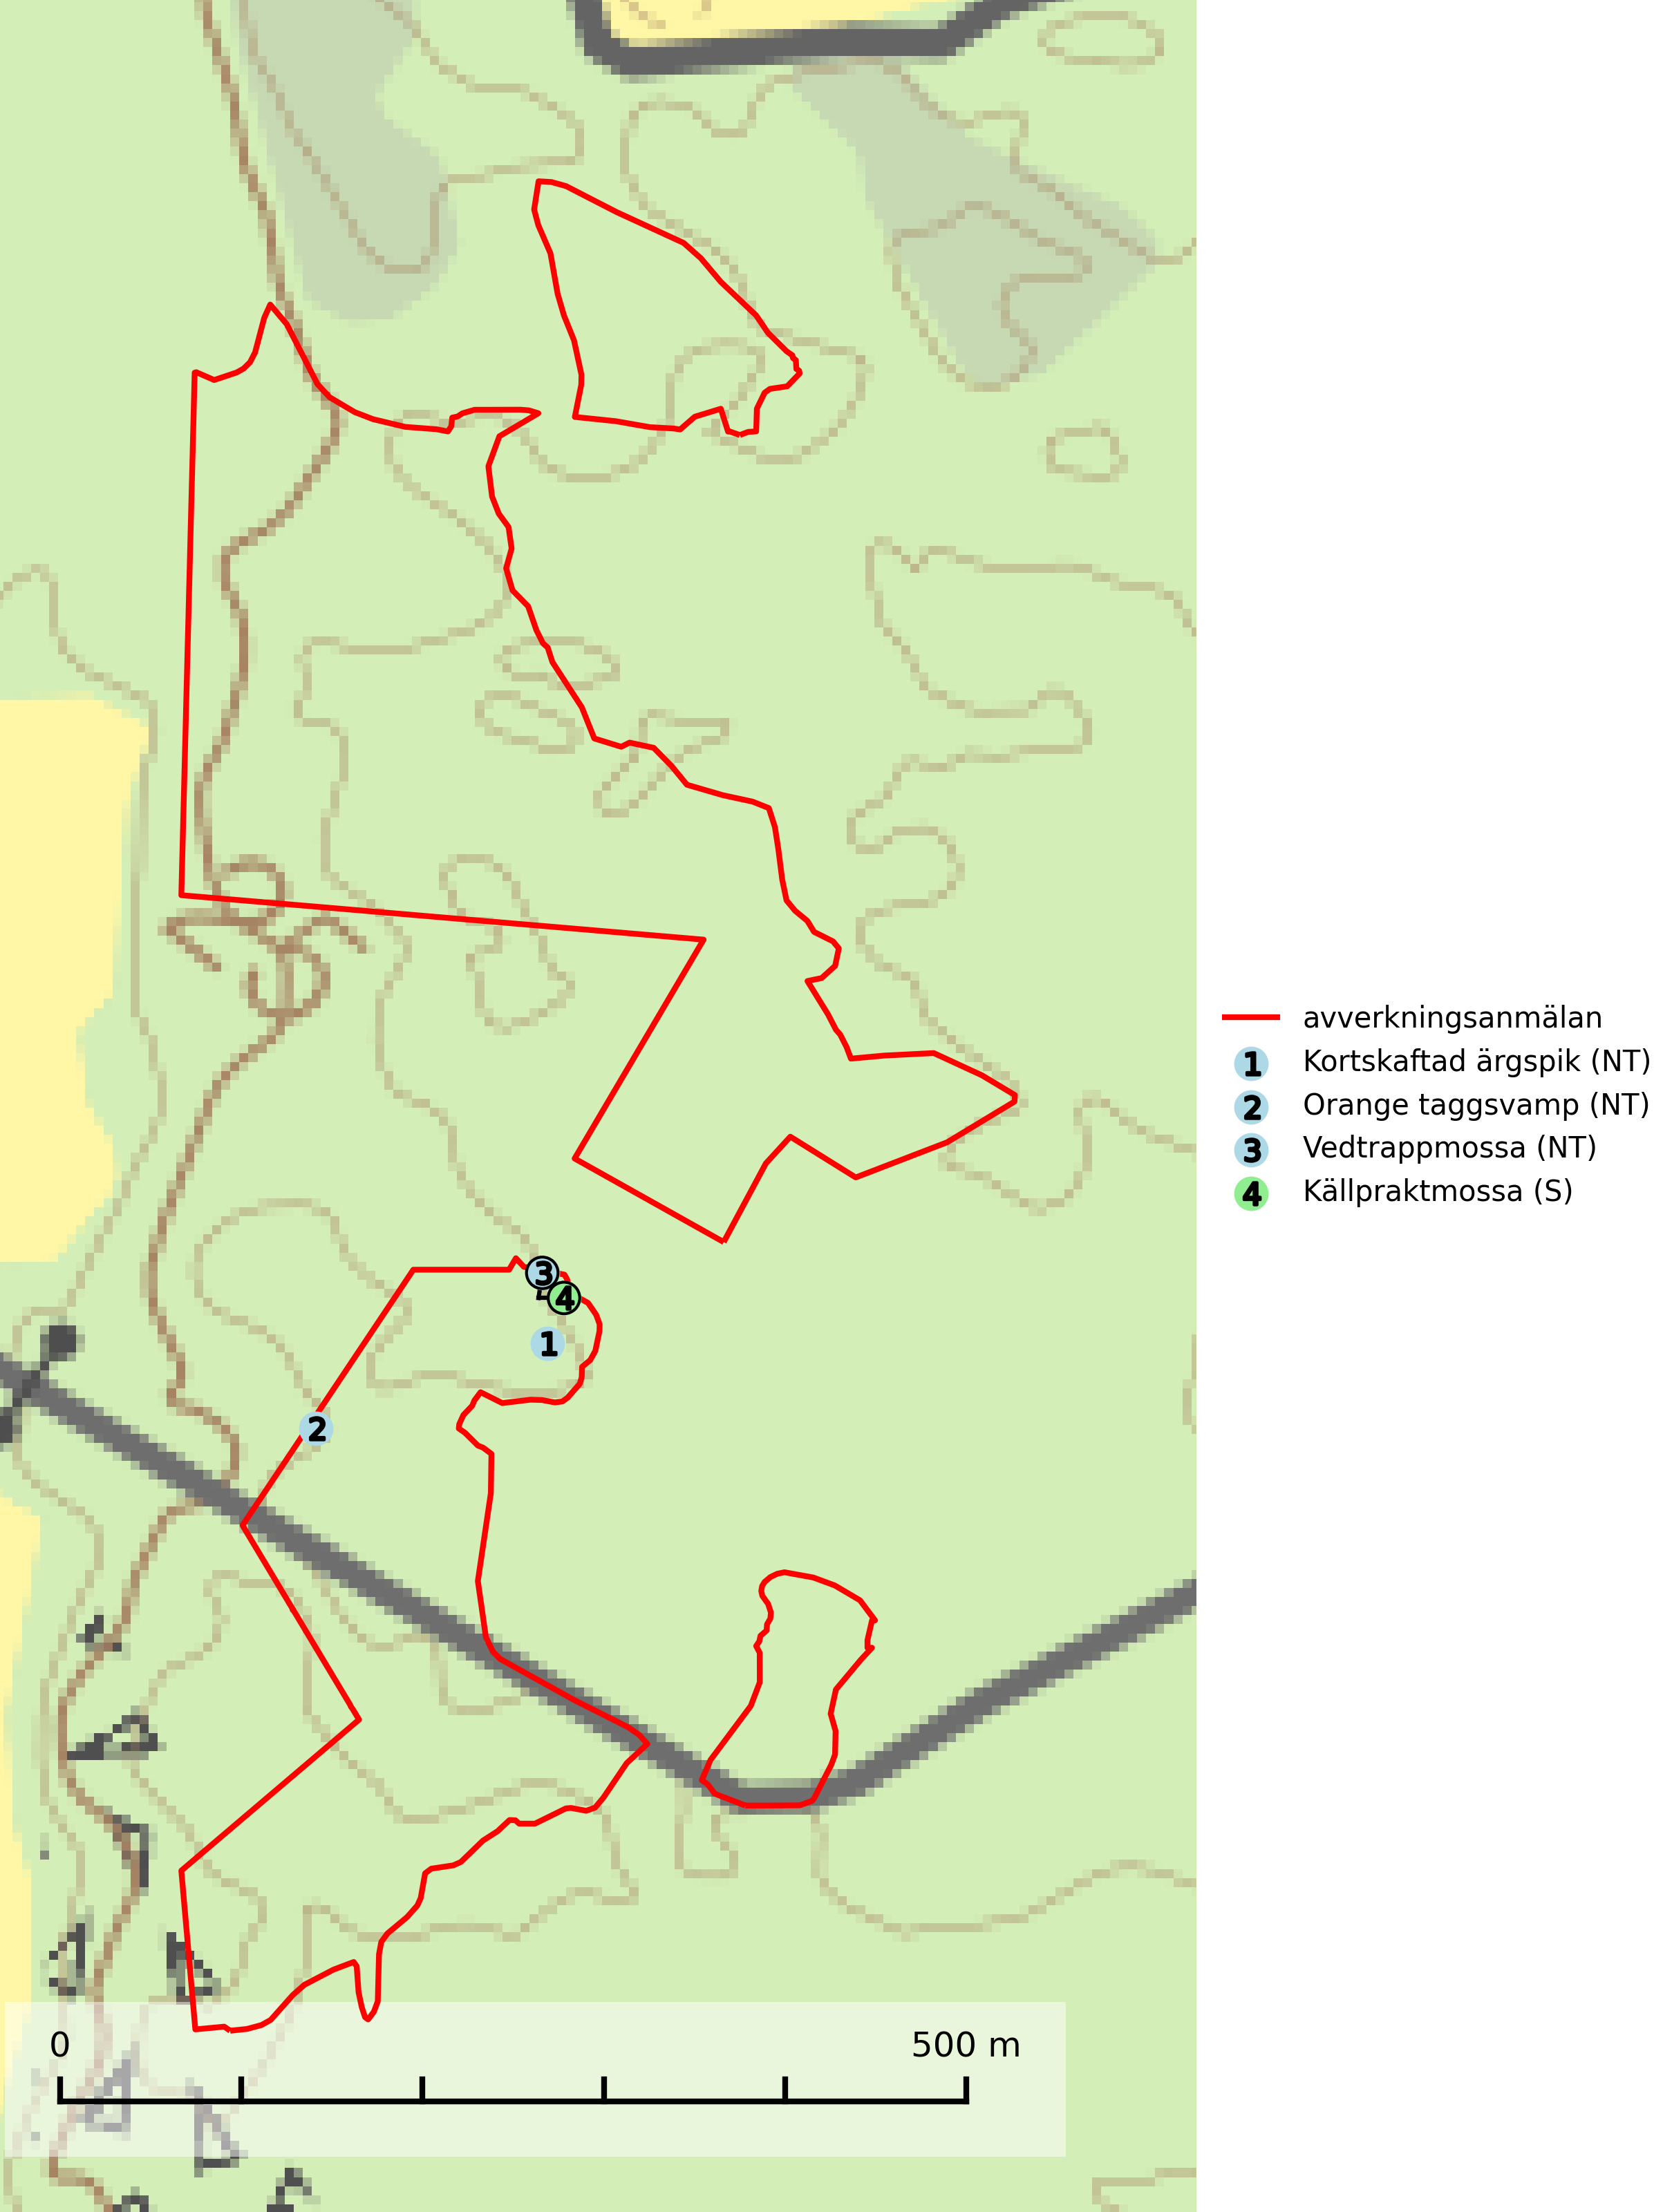 avverkningsanmälan
1 Kortskaftad ärgspik (NT)
2 Orange taggsvamp (NT)
3 Vedtrappmossa (NT)
4 Källpraktmossa (S)
3
4
1
2
0 500 m